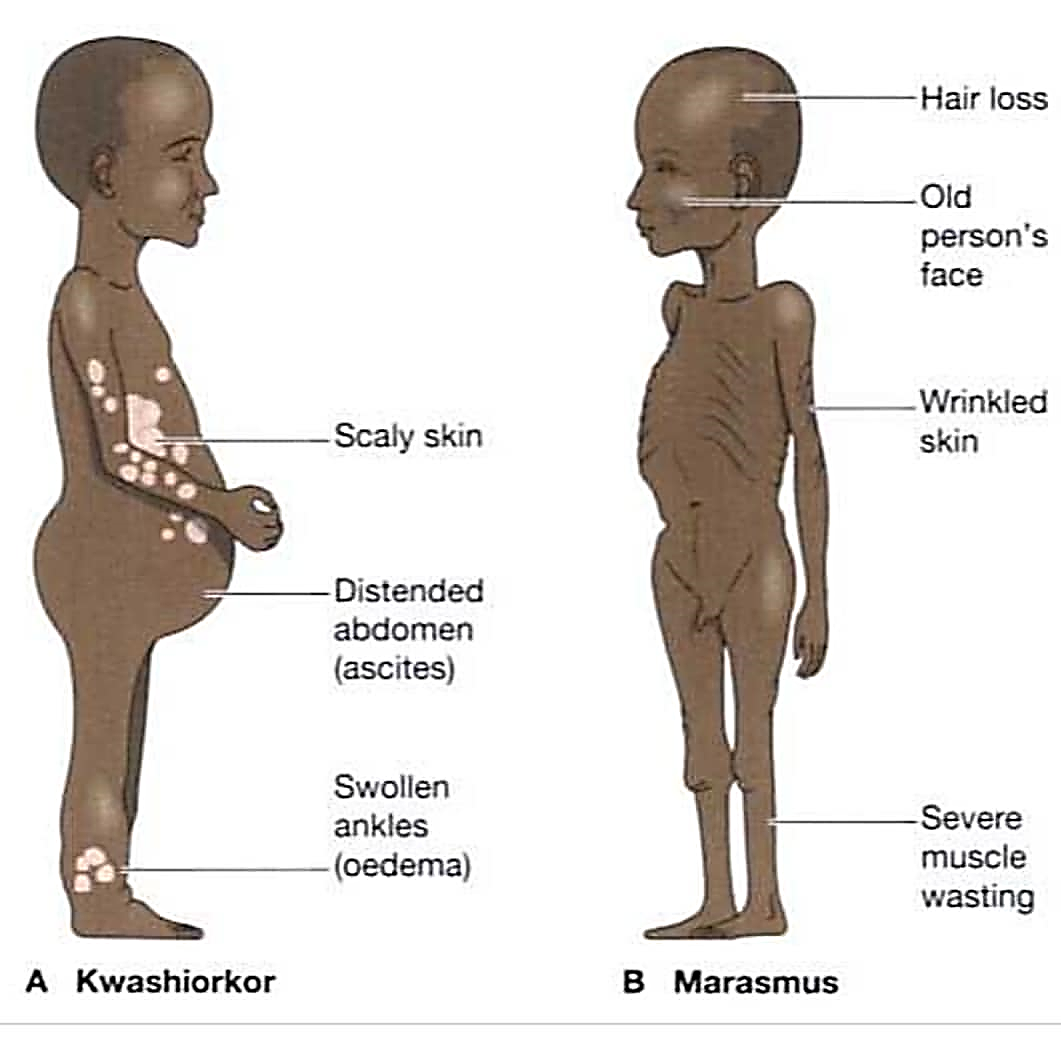 Scaly skin
Distended
abdomen
(ascites)
Swollen
ankles
(oedema)
A Kwashiorkor
Hair loss
Old
person's
face
Wrinkled
skin
Severe
muscle
wasting
B Marasmus